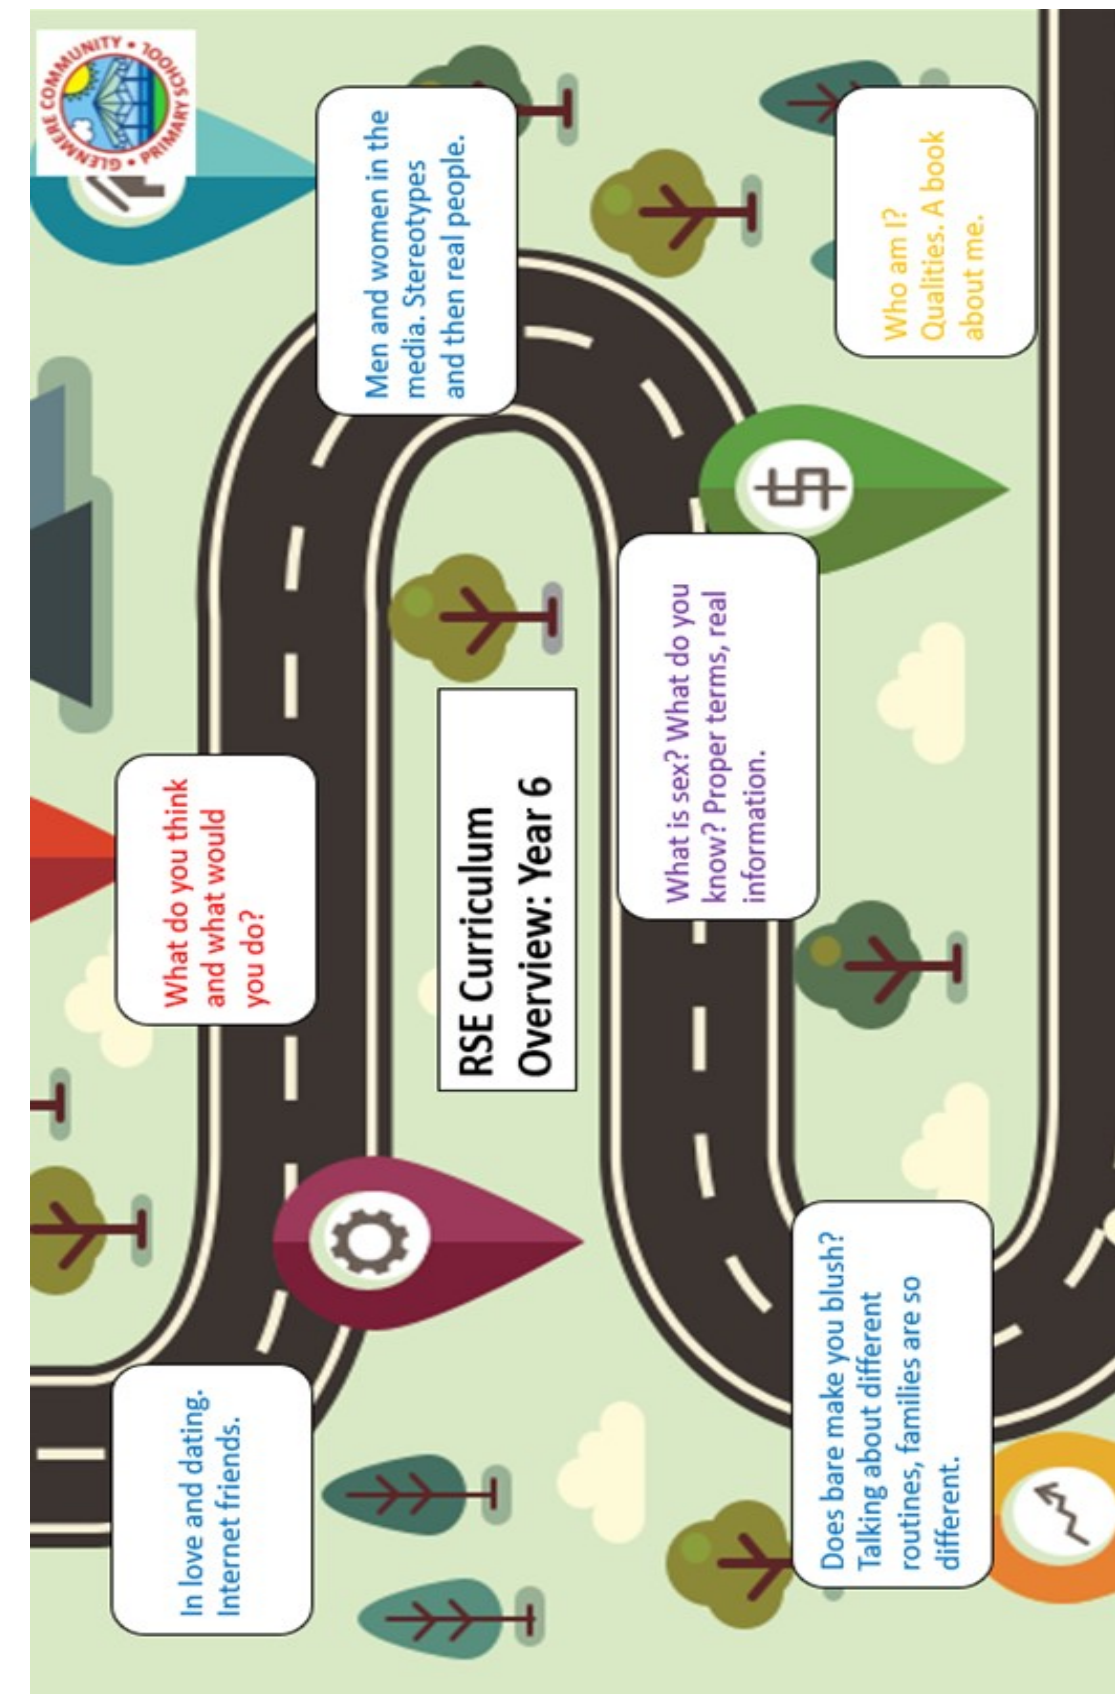 GLENMERE COMMUNITY • PRIMARY SCHOOL •
In love and dating.
Internet friends.
What do you think
and what would
you do?
Men and women in the
media. Stereotypes
and then real people.
RSE Curriculum
Overview: Year 6
What is sex? What do you
know? Proper terms, real
information.
Does bare make you blush?
Talking about different
routines, families are so
different.
Who am I?
Qualities. A book
about me.